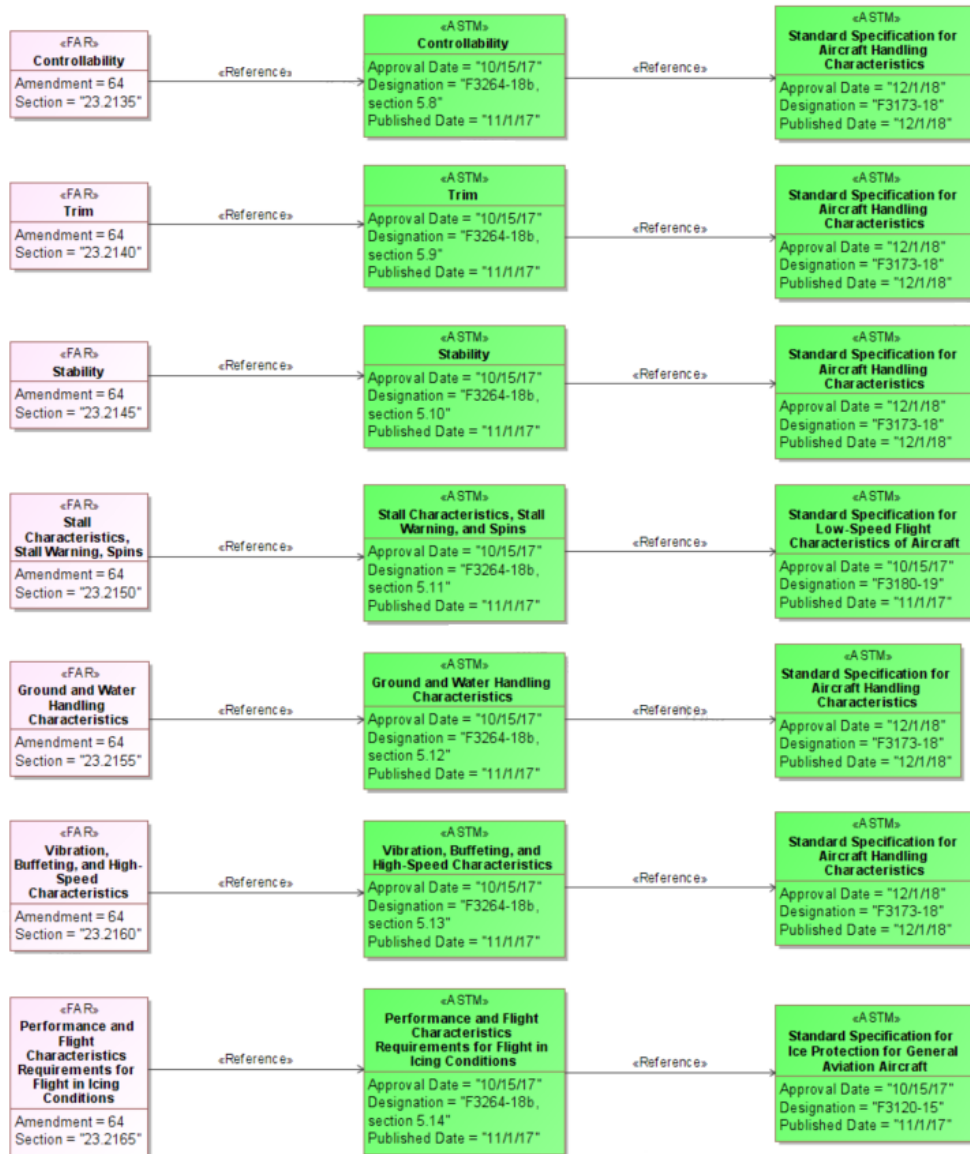 «FAR»
Controllability
Amendment = 64
Section = "23.2135"
«Reference»
«ASTM»
Controllability
Approval Date = "10/15/17"
Designation = "F3264-18b,
section 5.8"
Published Date = "11/1/17"
«Reference»
«ASTM»
Standard Specification for
Aircraft Handling
Characteristics
Approval Date = "12/1/18"
Designation = "F3173-18"
Published Date = "12/1/18"
«FAR»
Trim
Amendment = 64
Section = "23.2140"
«Reference»
«ASTM»
Trim
Approval Date = "10/15/17"
Designation = "F3264-18b,
section 5.9"
Published Date = "11/1/17"
«Reference»
«ASTM»
Standard Specification for
Aircraft Handling
Characteristics
Approval Date = "12/1/18"
Designation = "F3173-18"
Published Date = "12/1/18"
«FAR»
Stability
Amendment = 64
Section = "23.2145"
«Reference»
«ASTM»
Stability
Approval Date = "10/15/17"
Designation = "F3264-18b,
section 5.10"
Published Date = "11/1/17"
«Reference»
«ASTM»
Standard Specification for
Aircraft Handling
Characteristics
Approval Date = "12/1/18"
Designation = "F3173-18"
Published Date = "12/1/18"
«FAR»
Stall
Characteristics,
Stall Warning, Spins
Amendment = 64
Section = "23.2150"
«Reference»
«ASTM»
Stall Characteristics, Stall
Warning, and Spins
Approval Date = "10/15/17"
Designation = "F3264-18b,
section 5.11"
Published Date = "11/1/17"
«Reference»
«ASTM»
Standard Specification for
Low-Speed Flight
Characteristics of Aircraft
Approval Date = "10/15/17"
Designation = "F3180-19"
Published Date = "11/1/17"
«FAR»
Ground and Water
Handling
Characteristics
Amendment = 64
Section = "23.2155"
«Reference»
«ASTM»
Ground and Water Handling
Characteristics
Approval Date = "10/15/17"
Designation = "F3264-18b,
section 5.12"
Published Date = "11/1/17"
«Reference»
«ASTM»
Standard Specification for
Aircraft Handling
Characteristics
Approval Date = "12/1/18"
Designation = "F3173-18"
Published Date = "12/1/18"
«FAR»
Vibration,
Buffeting, and High-
Speed
Characteristics
Amendment = 64
Section = "23.2160"
«Reference»
«ASTM»
Vibration, Buffeting, and
High-Speed Characteristics
Approval Date = "10/15/17"
Designation = "F3264-18b,
section 5.13"
Published Date = "11/1/17"
«Reference»
«ASTM»
Standard Specification for
Aircraft Handling
Characteristics
Approval Date = "12/1/18"
Designation = "F3173-18"
Published Date = "12/1/18"
«FAR»
Performance and
Flight
Characteristics
Requirements for
Flight in Icing
Conditions
Amendment = 64
Section = "23.2165"
«Reference»
«ASTM»
Performance and Flight
Characteristics
Requirements for Flight in
Icing Conditions
Approval Date = "10/15/17"
Designation = "F3264-18b,
section 5.14"
Published Date = "11/1/17"
«Reference»
«ASTM»
Standard Specification for
Ice Protection for General
Aviation Aircraft
Approval Date = "10/15/17"
Designation = "F3120-15"
Published Date = "11/1/17"